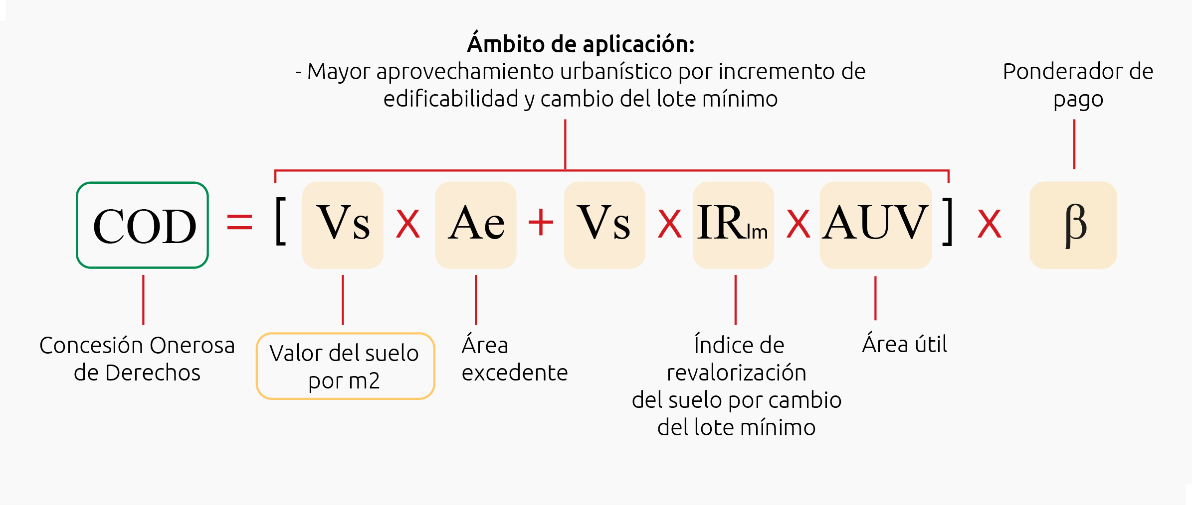 Ámbito de aplicación:
- Mayor aprovechamiento urbanístico por incremento de
edificabilidad y cambio del lote mínimo
Ponderador de
pago
COD = [ Vs x Ae + Vs x IRlm x AUV ] x β
Concesión Onerosa
de Derechos
Valor del suelo
por m2
Área
excedente
Índice de
revalorización
del suelo por cambio
del lote mínimo
Área útil